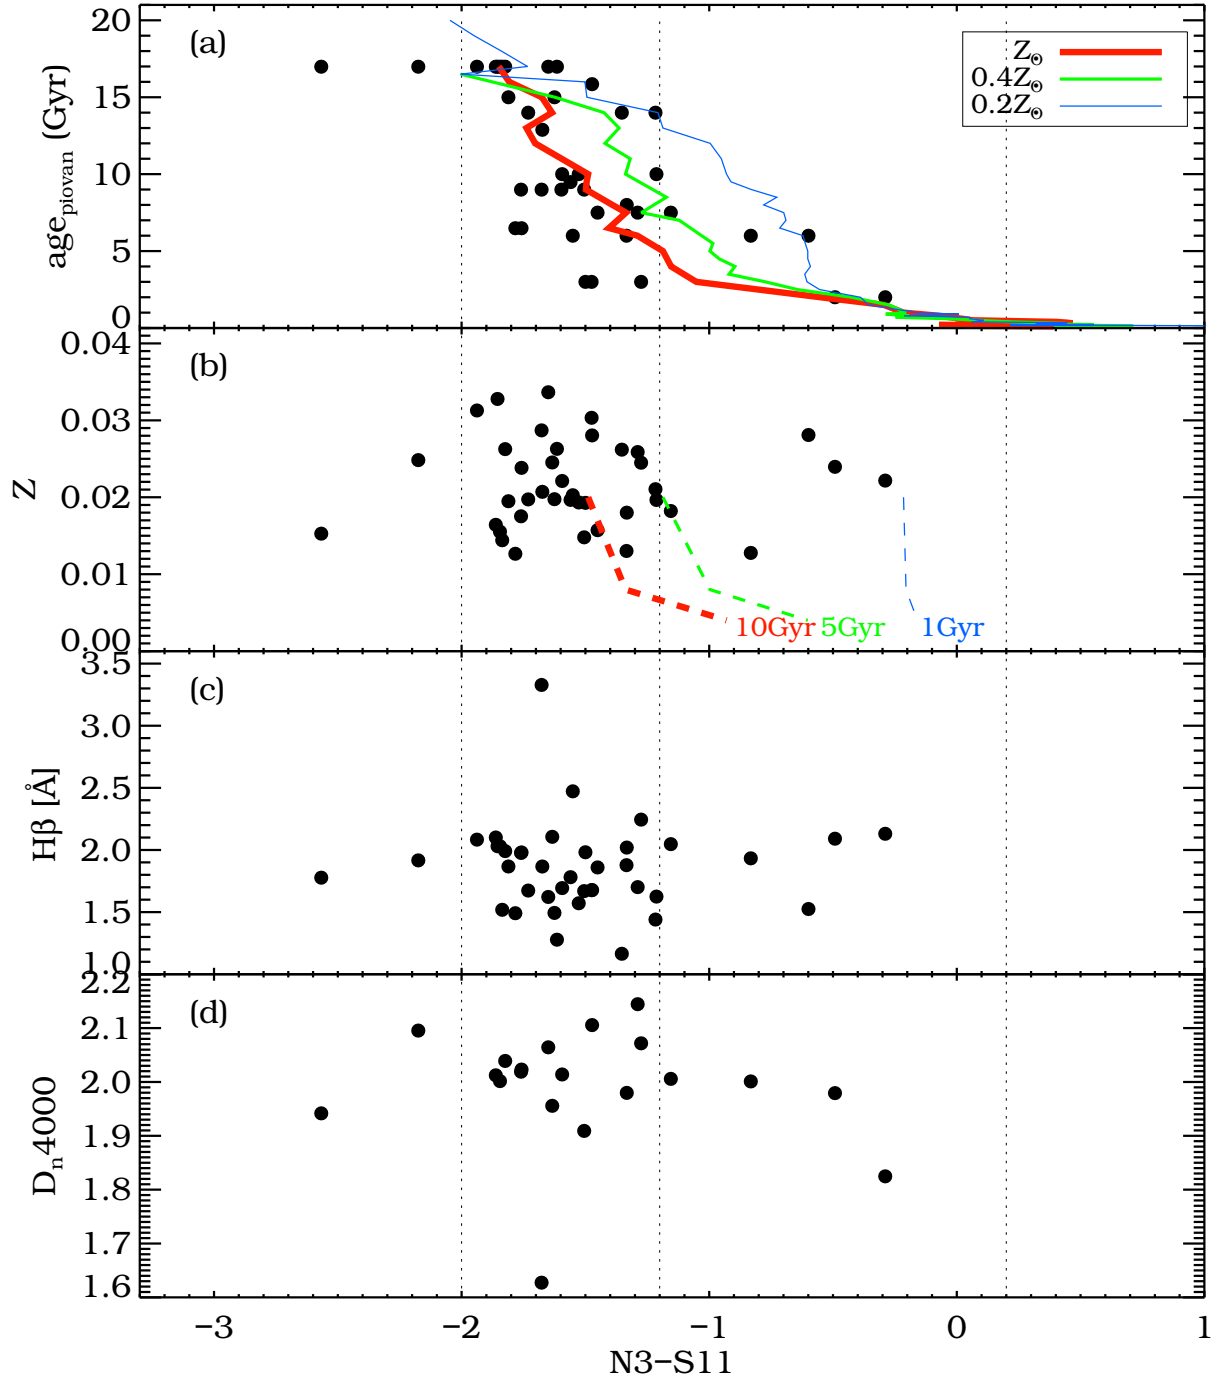 (a)
Z⊙
0.4Z⊙
0.2Z⊙
20
15
10
5
0
age_piovan (Gyr)
(b)
0.04
0.03
0.02
0.01
0.00
Z
10Gyr 5Gyr 1Gyr
(c)
3.5
3.0
2.5
2.0
1.5
1.0
Hβ [Å]
(d)
2.2
2.1
2.0
1.9
1.8
1.7
1.6
D_n4000
−3 −2 −1 0 1
N3−S11